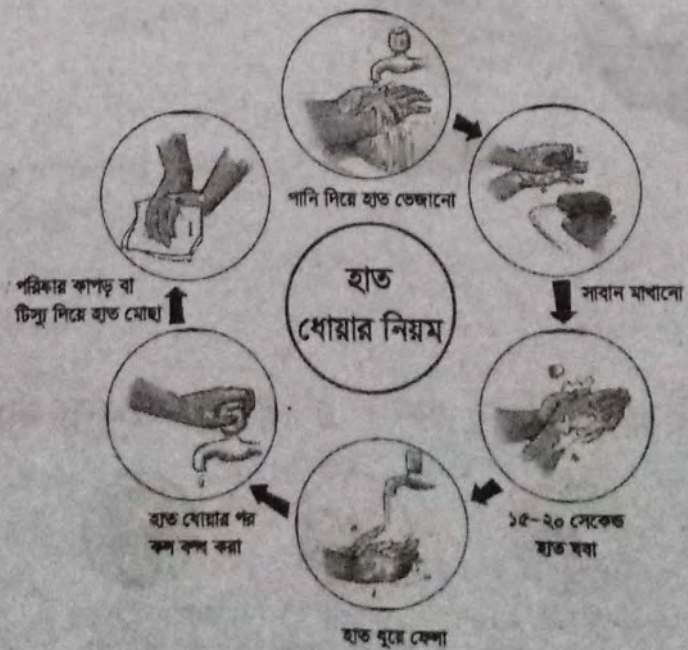 পানি দিয়ে হাত ভেজানো
সাবান মাখানো
১৫-২০ সেকেন্ড
হাত ঘষা
হাত ধুয়ে ফেলা
হাত ধোয়ার পর
কল বন্ধ করা
পরিষ্কার কাপড় বা
টিস্যু দিয়ে হাত মোছা
হাত
ধোয়ার নিয়ম